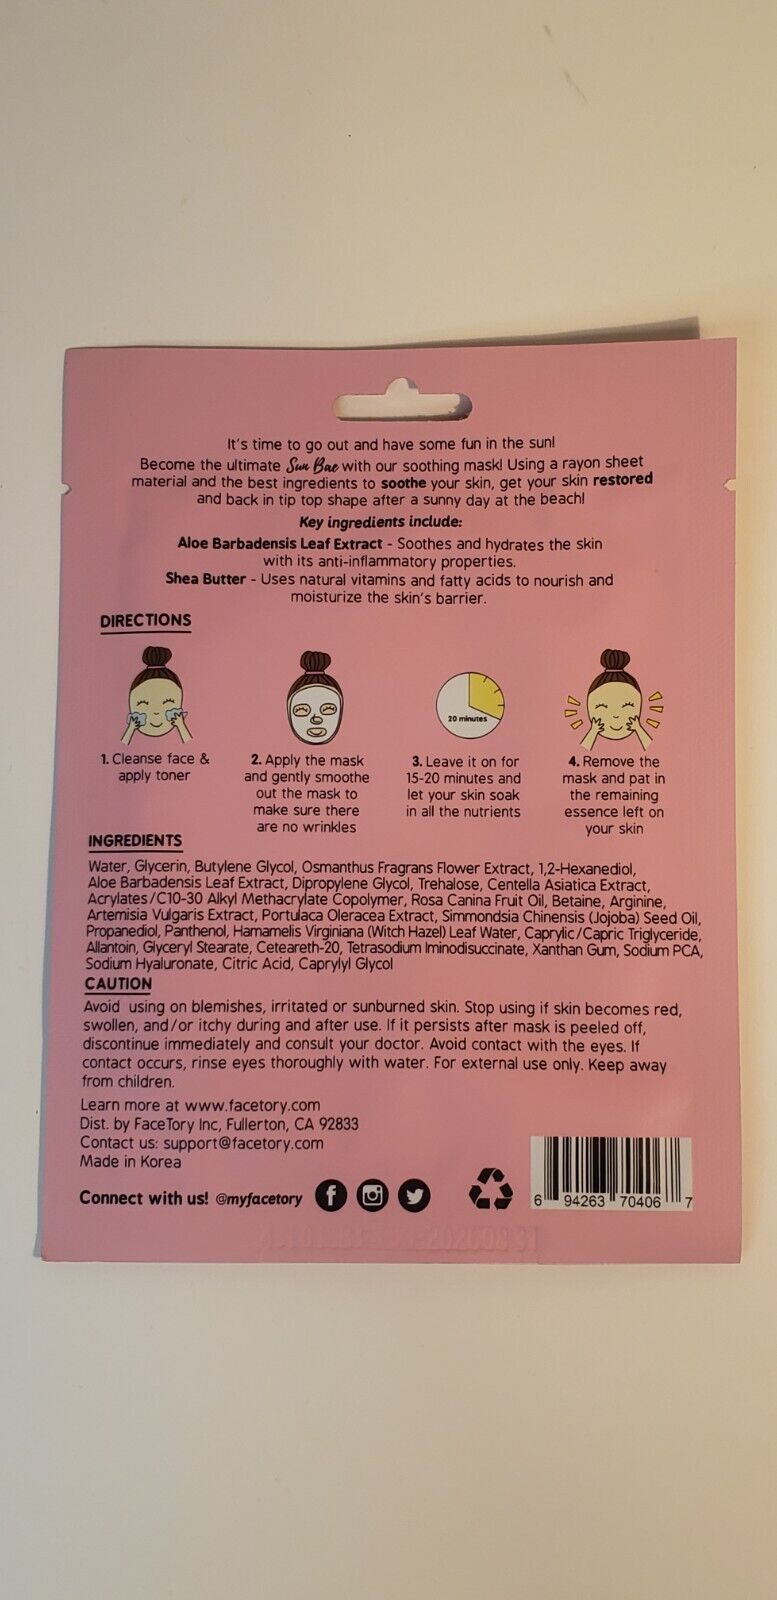 It's time to go out and have some fun in the sun!
Become the ultimate Sun Bae with our soothing mask! Using a rayon sheet
material and the best ingredients to soothe your skin, get your skin restored
and back in tip top shape after a sunny day at the beach!
Key ingredients include:
Aloe Barbadensis Leaf Extract - Soothes and hydrates the skin
with its anti-inflammatory properties.
Shea Butter - Uses natural vitamins and fatty acids to nourish and
moisturize the skin's barrier.
DIRECTIONS
20 minutes
1. Cleanse face &
apply toner
2. Apply the mask
and gently smoothe
out the mask to
make sure there
are no wrinkles
3. Leave it on for
15-20 minutes and
let your skin soak
in all the nutrients
4. Remove the
mask and pat in
the remaining
essence left on
your skin
INGREDIENTS
Water, Glycerin, Butylene Glycol, Osmanthus Fragrans Flower Extract, 1,2-Hexanediol,
Aloe Barbadensis Leaf Extract, Dipropylene Glycol, Trehalose, Centella Asiatica Extract,
Acrylates/C10-30 Alkyl Methacrylate Copolymer, Rosa Canina Fruit Oil, Betaine, Arginine,
Artemisia Vulgaris Extract, Portulaca Oleracea Extract, Simmondsia Chinensis (Jojoba) Seed Oil,
Propanediol, Panthenol, Hamamelis Virginiana (Witch Hazel) Leaf Water, Caprylic/Capric Triglyceride,
Allantoin, Glyceryl Stearate, Ceteareth-20, Tetrasodium Iminodisuccinate, Xanthan Gum, Sodium PCA,
Sodium Hyaluronate, Citric Acid, Caprylyl Glycol
CAUTION
Avoid using on blemishes, irritated or sunburned skin. Stop using if skin becomes red,
swollen, and/or itchy during and after use. If it persists after mask is peeled off,
discontinue immediately and consult your doctor. Avoid contact with the eyes. If
contact occurs, rinse eyes thoroughly with water. For external use only. Keep away
from children.
Learn more at www.facetory.com
Dist. by FaceTory Inc, Fullerton, CA 92833
Contact us: support@facetory.com
Made in Korea
Connect with us! @myfacetory
6 94263 70406 7